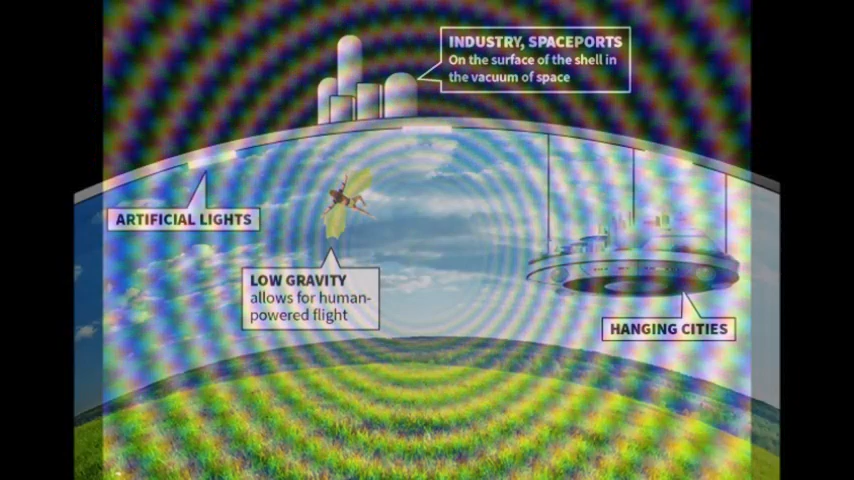 INDUSTRY, SPACEPORTS
On the surface of the shell in
the vacuum of space
ARTIFICIAL LIGHTS
LOW GRAVITY
allows for human-
powered flight
HANGING CITIES